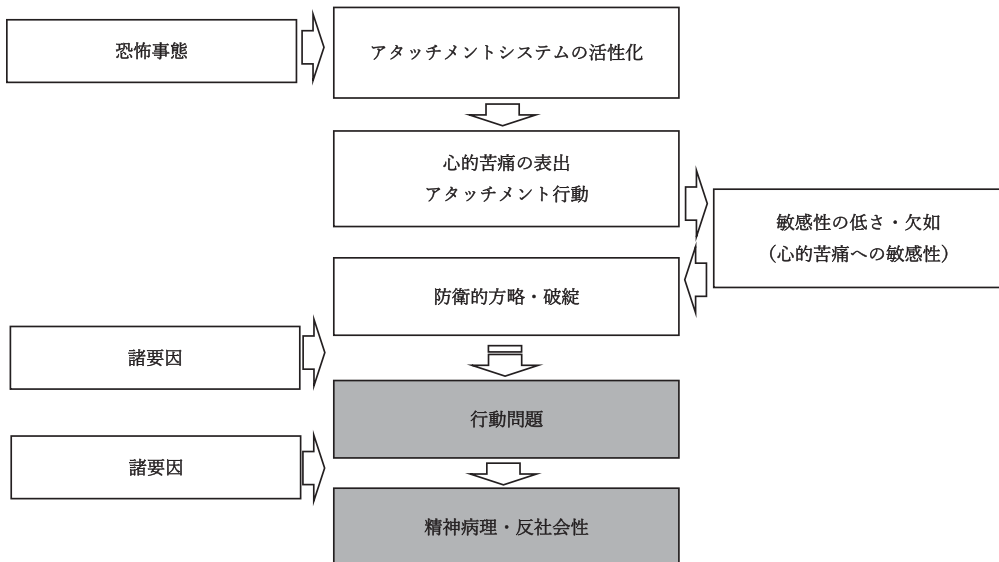 恐怖事態
アタッチメントシステムの活性化
心的苦痛の表出
アタッチメント行動
敏感性の低さ・欠如
（心的苦痛への敏感性）
防衛的方略・破綻
諸要因
行動問題
諸要因
精神病理・反社会性